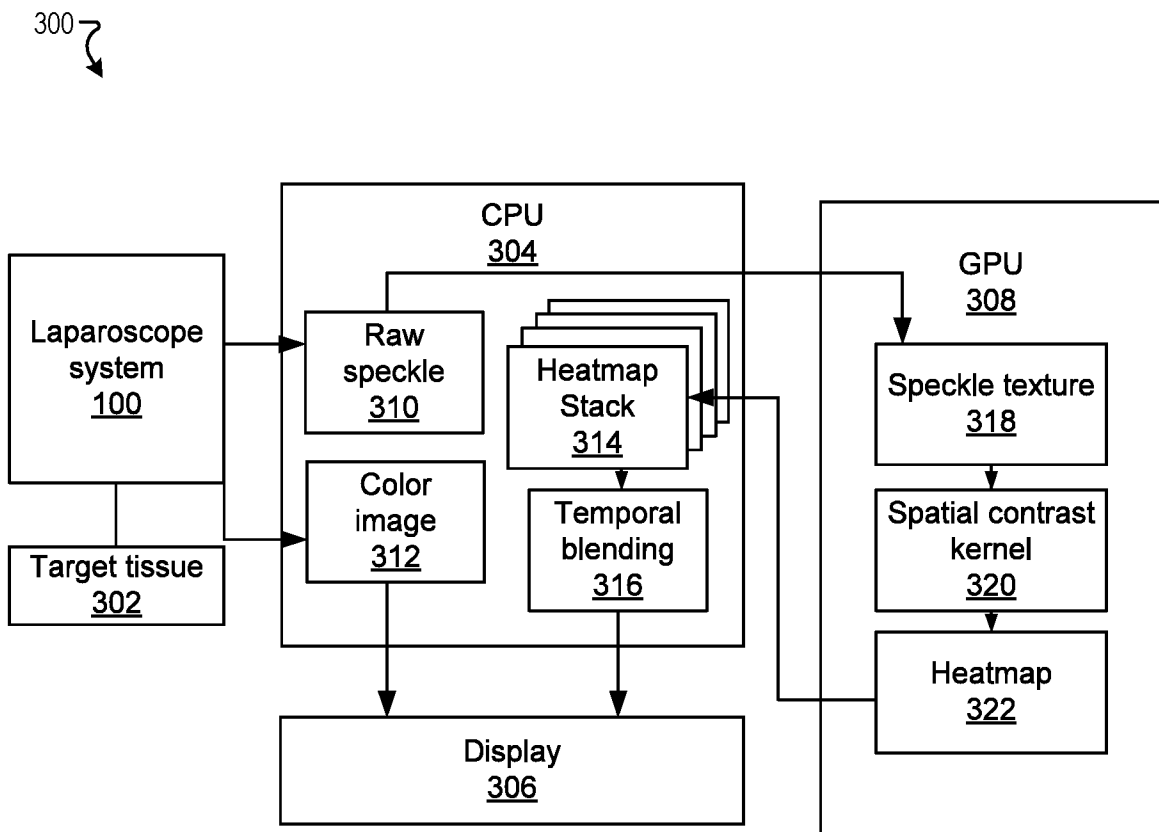 300
CPU
304
GPU
308
Laparoscope
system
100
Raw
speckle
310
Heatmap
Stack
314
Speckle texture
318
Color
image
312
Temporal
blending
316
Spatial contrast
kernel
320
Target tissue
302
Heatmap
322
Display
306